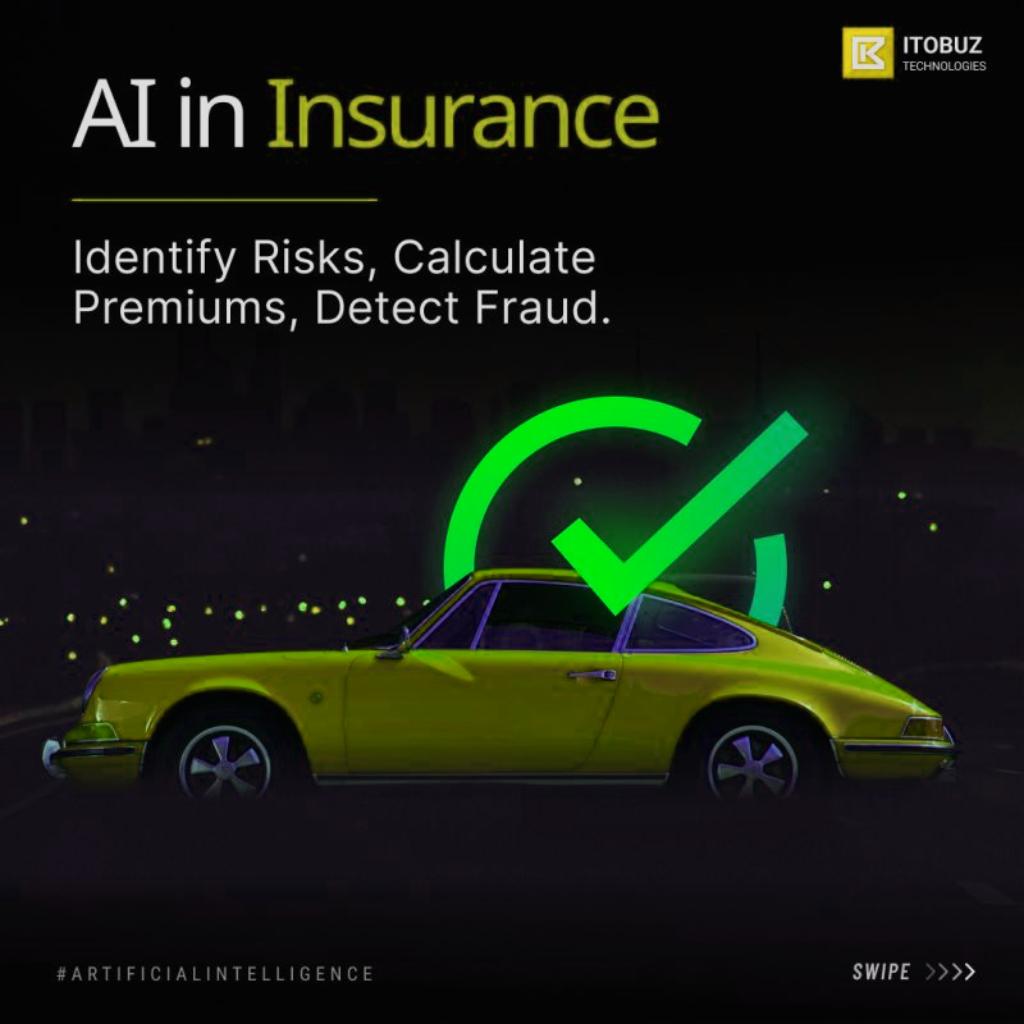 ITOBUZ
TECHNOLOGIES
AI in Insurance
Identify Risks, Calculate
Premiums, Detect Fraud.
#ARTIFICIALINTELLIGENCE
SWIPE >>>>